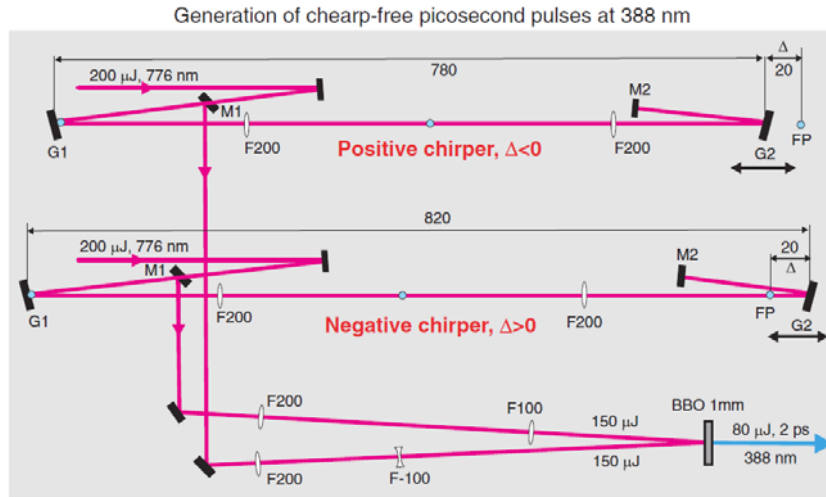 Generation of chearp-free picosecond pulses at 388 nm
780
Δ
20
200 μJ, 776 nm
M1
M2
G1
F200
Positive chirper, Δ<0
F200
G2
FP
820
200 μJ, 776 nm
M1
M2
20
Δ
G1
F200
Negative chirper, Δ>0
F200
FP
G2
F200
F100
150 μJ
BBO 1mm
80 μJ, 2 ps
388 nm
150 μJ
F200
F-100